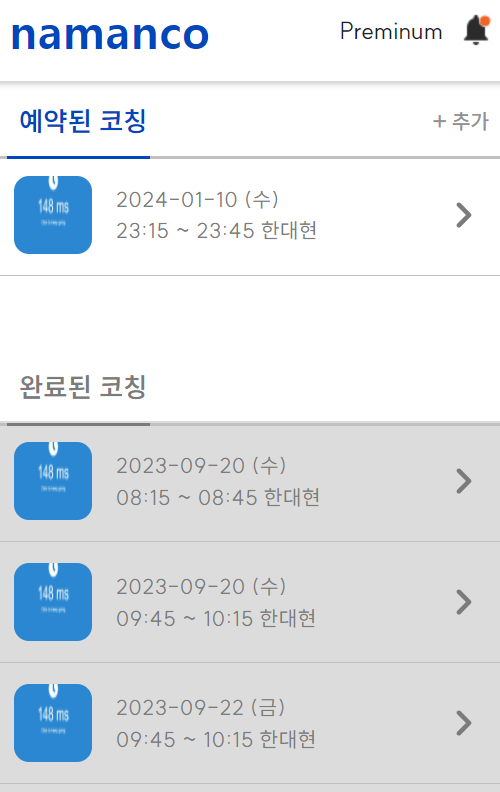 namanco
Preminum
예약된 코칭
+ 추가
148 ms
2024-01-10 (수)
23:15 ~ 23:45 한대현
완료된 코칭
148 ms
2023-09-20 (수)
08:15 ~ 08:45 한대현
148 ms
2023-09-20 (수)
09:45 ~ 10:15 한대현
148 ms
2023-09-22 (금)
09:45 ~ 10:15 한대현